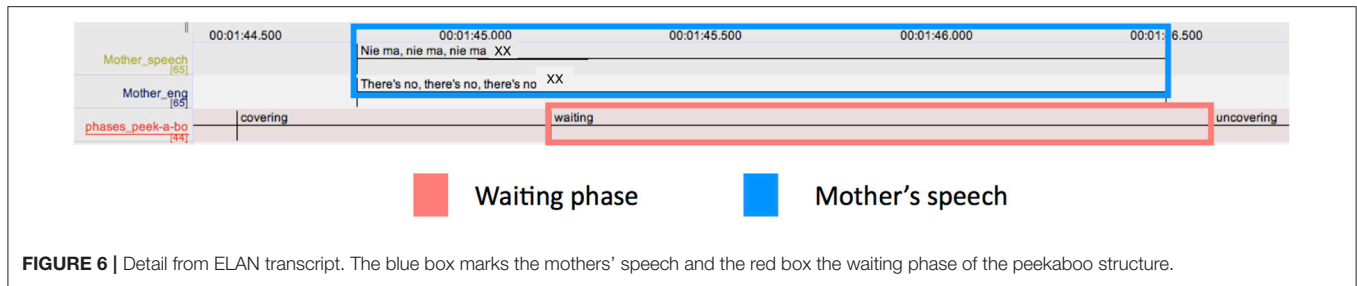 00:01:44.500 00:01:45.000 00:01:45.500 00:01:46.000 00:01:46.500
Mother_speech
[65]
Nie ma, nie ma, nie ma XX
Mother_eng
[65]
There's no, there's no, there's no XX
phases_peek-a-bo
[44]
covering waiting uncovering
Waiting phase Mother's speech
FIGURE 6 | Detail from ELAN transcript. The blue box marks the mothers' speech and the red box the waiting phase of the peekaboo structure.